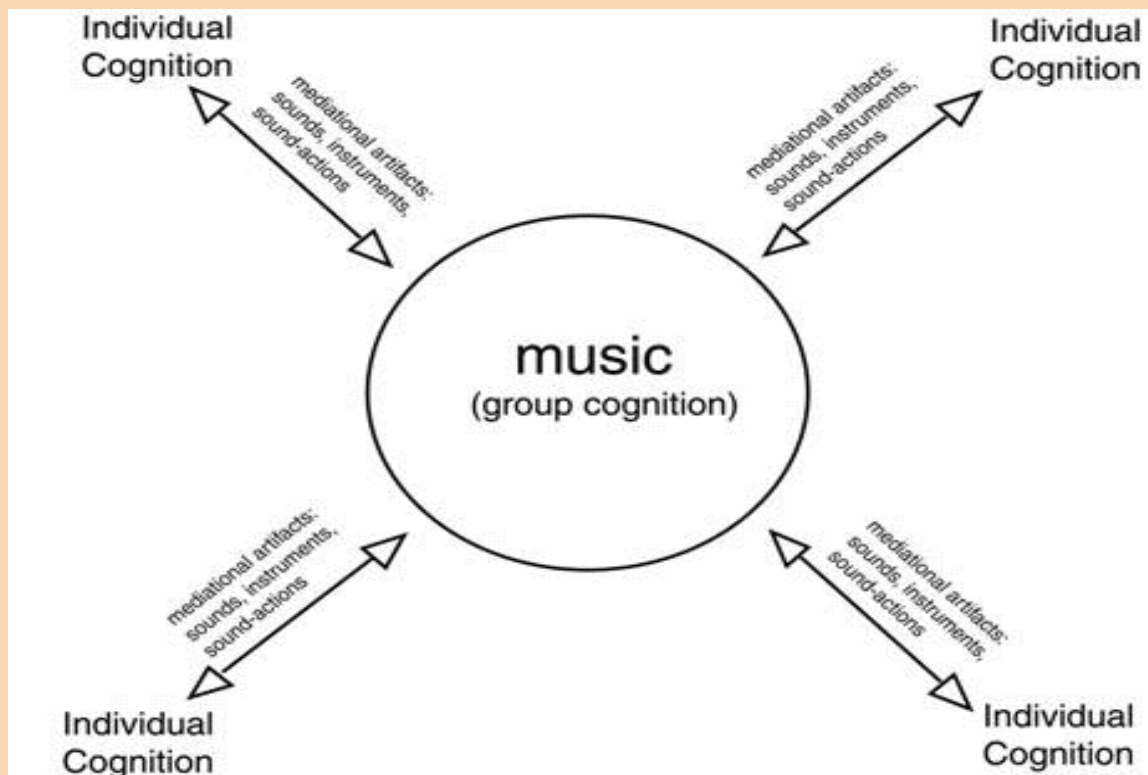 Individual
Cognition
Individual
Cognition
mediational artifacts:
sounds, instruments,
sound-actions
mediational artifacts:
sounds, instruments,
sound-actions
music
(group cognition)
mediational artifacts:
sounds, instruments,
sound-actions
mediational artifacts:
sounds, instruments,
sound-actions
Individual
Cognition
Individual
Cognition